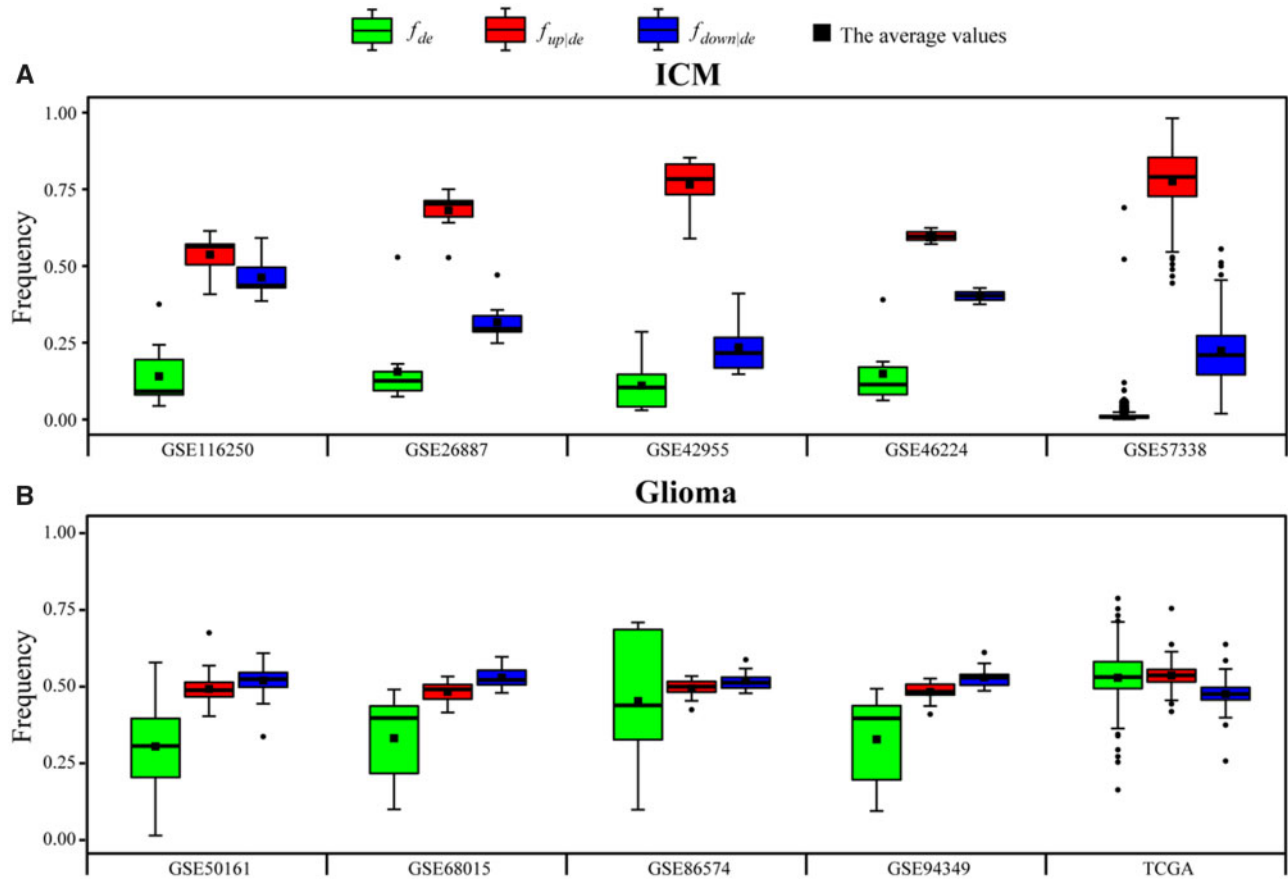 f_de f_up|de f_down|de The average values
A
ICM
Frequency
1.00
0.75
0.50
0.25
0.00
GSE116250 GSE26887 GSE42955 GSE46224 GSE57338
B
Glioma
Frequency
1.00
0.75
0.50
0.25
0.00
GSE50161 GSE68015 GSE86574 GSE94349 TCGA